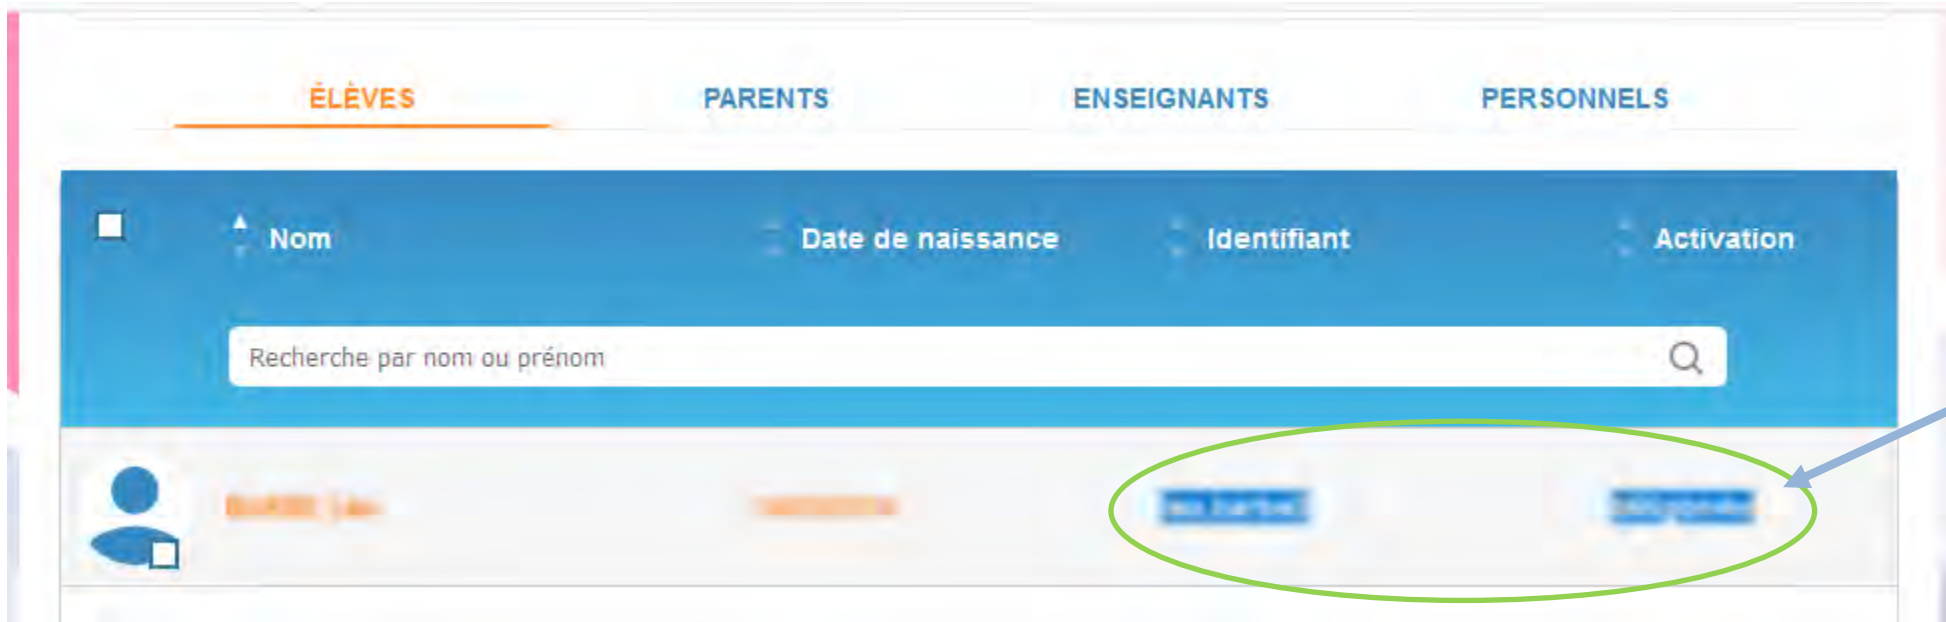 ÉLÈVES PARENTS ENSEIGNANTS PERSONNELS
Nom Date de naissance Identifiant Activation
Recherche par nom ou prénom